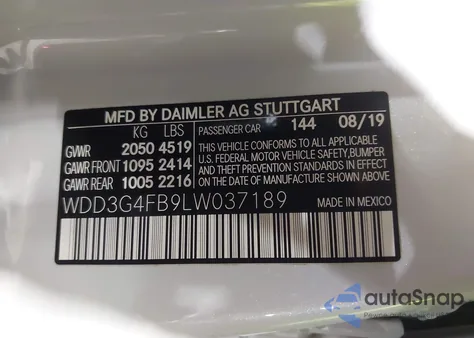 MFD BY DAIMLER AG STUTTGART
KG LBS PASSENGER CAR 144 08/19
GVWR 2050 4519
GAWR FRONT 1095 2414
GAWR REAR 1005 2216
THIS VEHICLE CONFORMS TO ALL APPLICABLE
U.S. FEDERAL MOTOR VEHICLE SAFETY, BUMPER
AND THEFT PREVENTION STANDARDS IN EFFECT
ON THE DATE OF MANUFACTURE SHOWN ABOVE.
WDD3G4FB9LW037189 MADE IN MEXICO
autoSnap